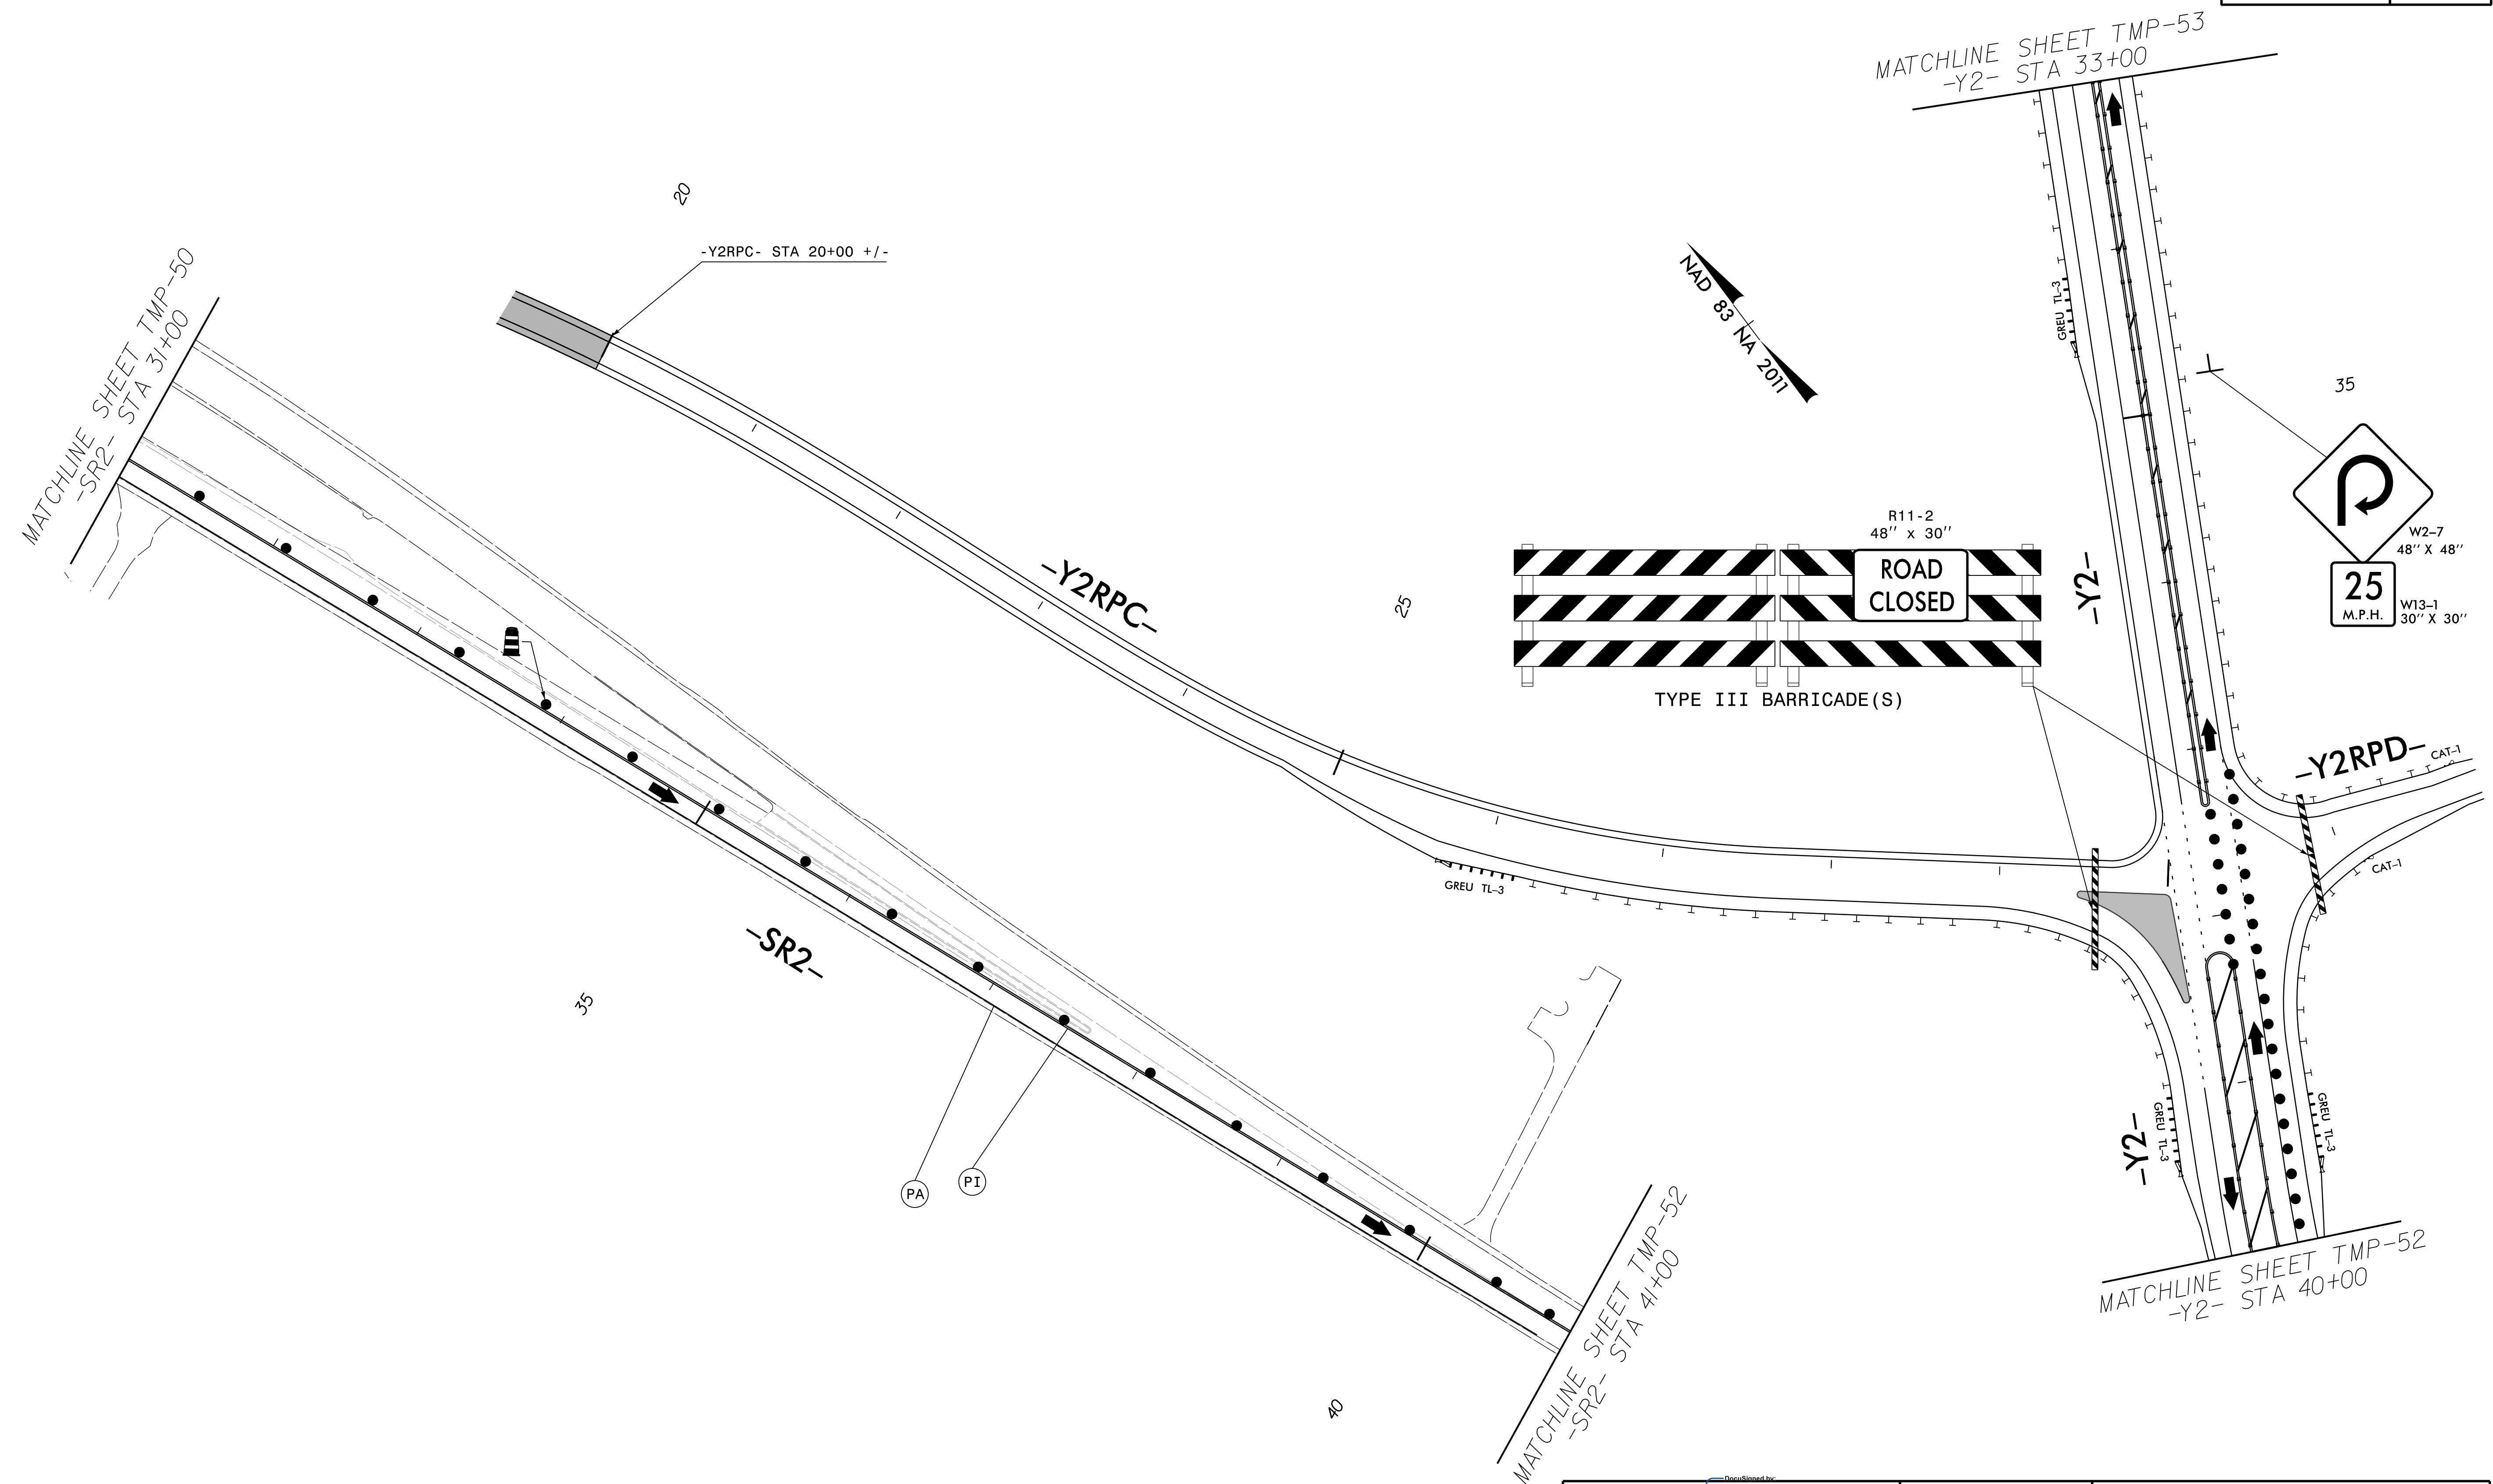 MATCHLINE SHEET TMP-53
-Y2- STA 33+00
20
-Y2RPC- STA 20+00 +/-
MATCHLINE SHEET TMP-50
-SR2- STA 31+00
NAD 83 NA 2011
GREU TL-3
35
W2-7
48" X 48"
25
M.P.H.
W13-1
30" X 30"
R11-2
48" x 30"
ROAD
CLOSED
TYPE III BARRICADE(S)
-Y2-
-Y2RPC-
25
-Y2RPD-
CAT-1
CAT-1
GREU TL-3
-SR2-
35
PA
PI
GREU TL-3
GREU TL-3
-Y2-
MATCHLINE SHEET TMP-52
-SR2- STA 41+00
MATCHLINE SHEET TMP-52
-Y2- STA 40+00
40
DocuSigned by: